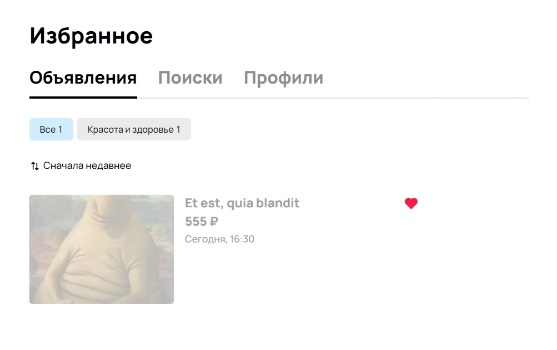 Избранное
Объявления Поиски Профили
Все 1 Красота и здоровье 1
Сначала недавнее
Et est, quia blandit
555 ₽
Сегодня, 16:30